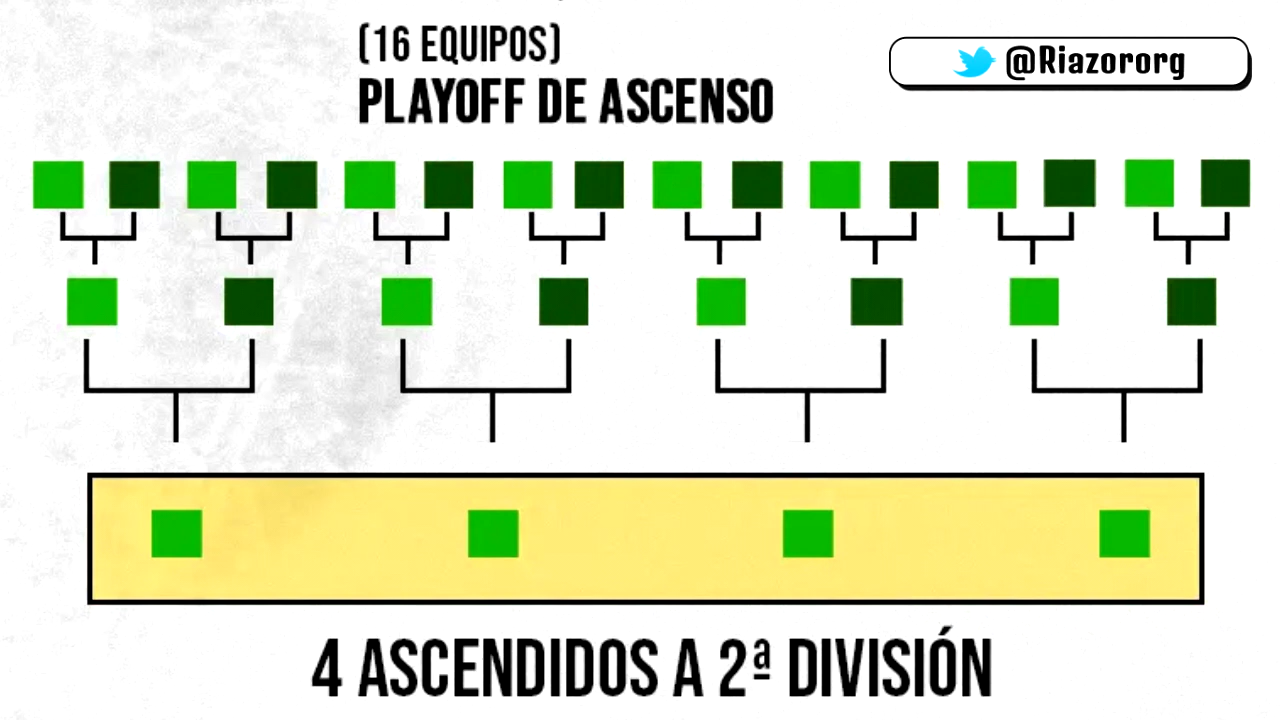 (16 EQUIPOS)
PLAYOFF DE ASCENSO
@Riazororg
4 ASCENDIDOS A 2ª DIVISIÓN